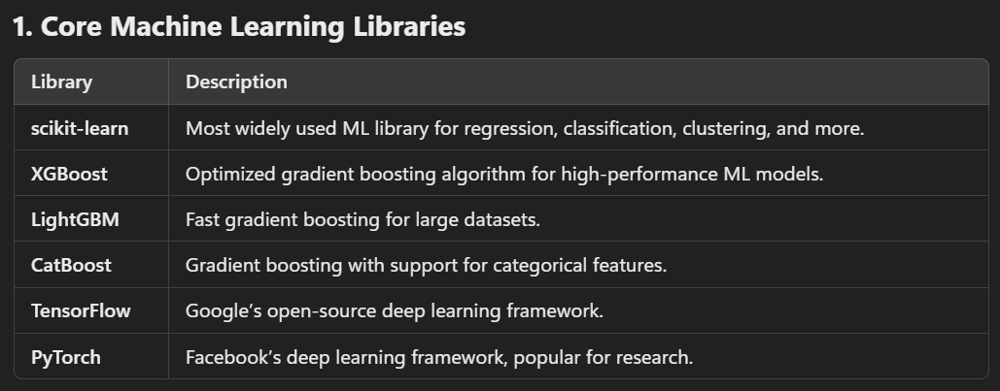 1. Core Machine Learning Libraries
Library Description
scikit-learn Most widely used ML library for regression, classification, clustering, and more.
XGBoost Optimized gradient boosting algorithm for high-performance ML models.
LightGBM Fast gradient boosting for large datasets.
CatBoost Gradient boosting with support for categorical features.
TensorFlow Google’s open-source deep learning framework.
PyTorch Facebook’s deep learning framework, popular for research.